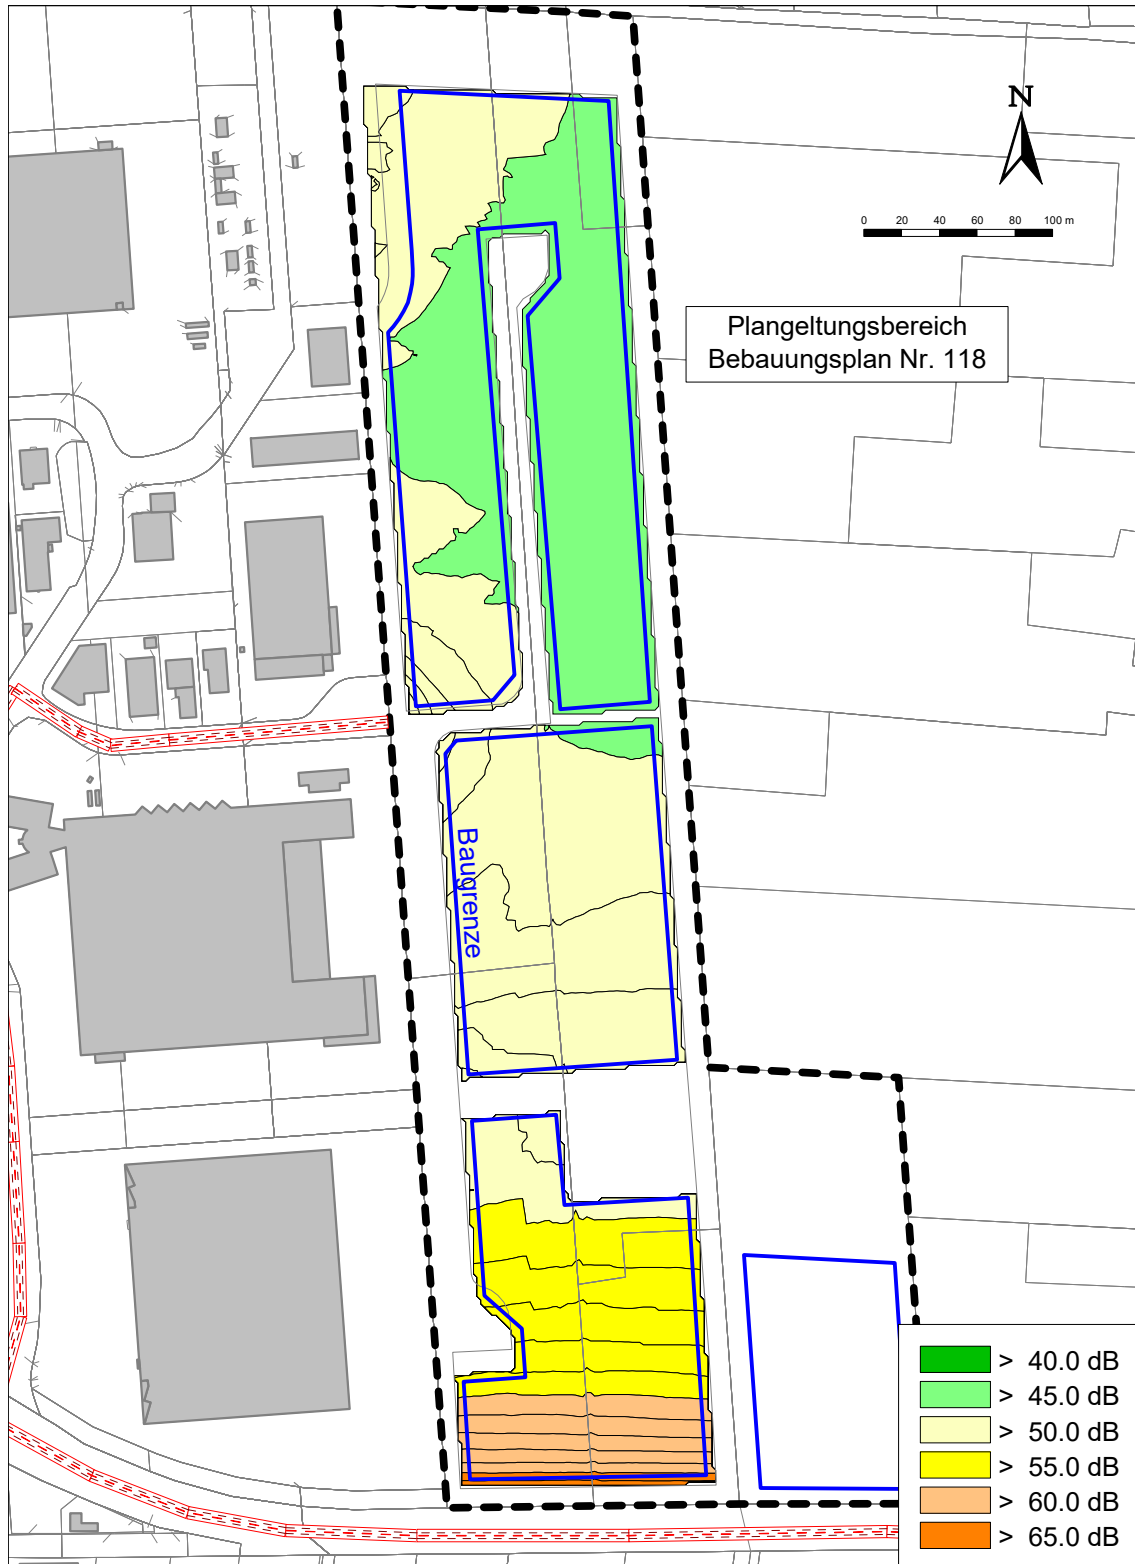 N
0 20 40 60 80 100 m
Plangeltungsbereich
Bebauungsplan Nr. 118
Baugrenze
> 40.0 dB
> 45.0 dB
> 50.0 dB
> 55.0 dB
> 60.0 dB
> 65.0 dB